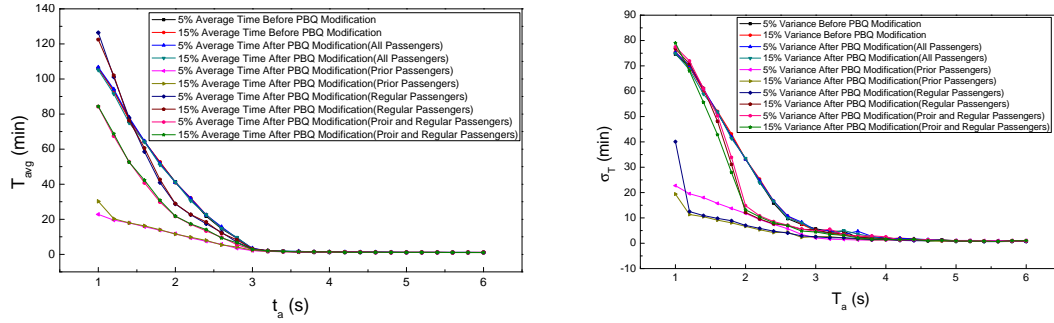 140
120
100
80
60
40
20
0
T_avg (min)
1 2 3 4 5 6
t_a (s)
5% Average Time Before PBQ Modification
15% Average Time Before PBQ Modification
5% Average Time After PBQ Modification(All Passengers)
15% Average Time After PBQ Modification(All Passengers)
5% Average Time After PBQ Modification(Prior Passengers)
15% Average Time After PBQ Modification(Prior Passengers)
5% Average Time After PBQ Modification(Regular Passengers)
15% Average Time After PBQ Modification(Regular Passengers)
5% Average Time After PBQ Modification(Proir and Regular Passengers)
15% Average Time After PBQ Modification(Proir and Regular Passengers)
90
80
70
60
50
40
30
20
10
0
-10
σ_T (min)
1 2 3 4 5 6
T_a (s)
5% Variance Before PBQ Modification
15% Variance Before PBQ Modification
5% Variance After PBQ Modification(All Passengers)
15% Variance After PBQ Modification(All Passengers)
5% Variance After PBQ Modification(Prior Passengers)
15% Variance After PBQ Modification(Prior Passengers)
5% Variance After PBQ Modification(Regular Passengers)
15% Variance After PBQ Modification(Regular Passengers)
5% Variance After PBQ Modification(Proir and Regular Passengers)
15% Variance After PBQ Modification(Proir and Regular Passengers)